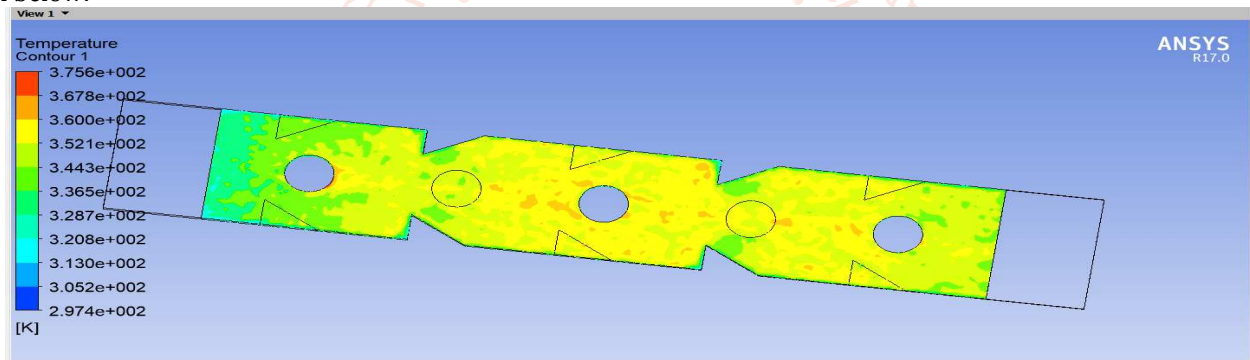 View 1
Temperature
Contour 1
ANSYS
R17.0
3.756e+002
3.678e+002
3.600e+002
3.521e+002
3.443e+002
3.365e+002
3.287e+002
3.208e+002
3.130e+002
3.052e+002
2.974e+002
[K]